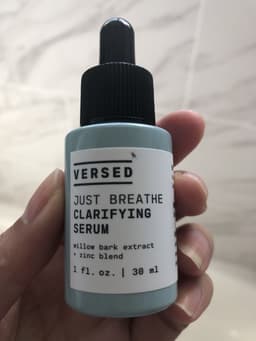 VERSED
JUST BREATHE
CLARIFYING
SERUM
willow bark extract
+ zinc blend
1 fl. oz. | 30 ml